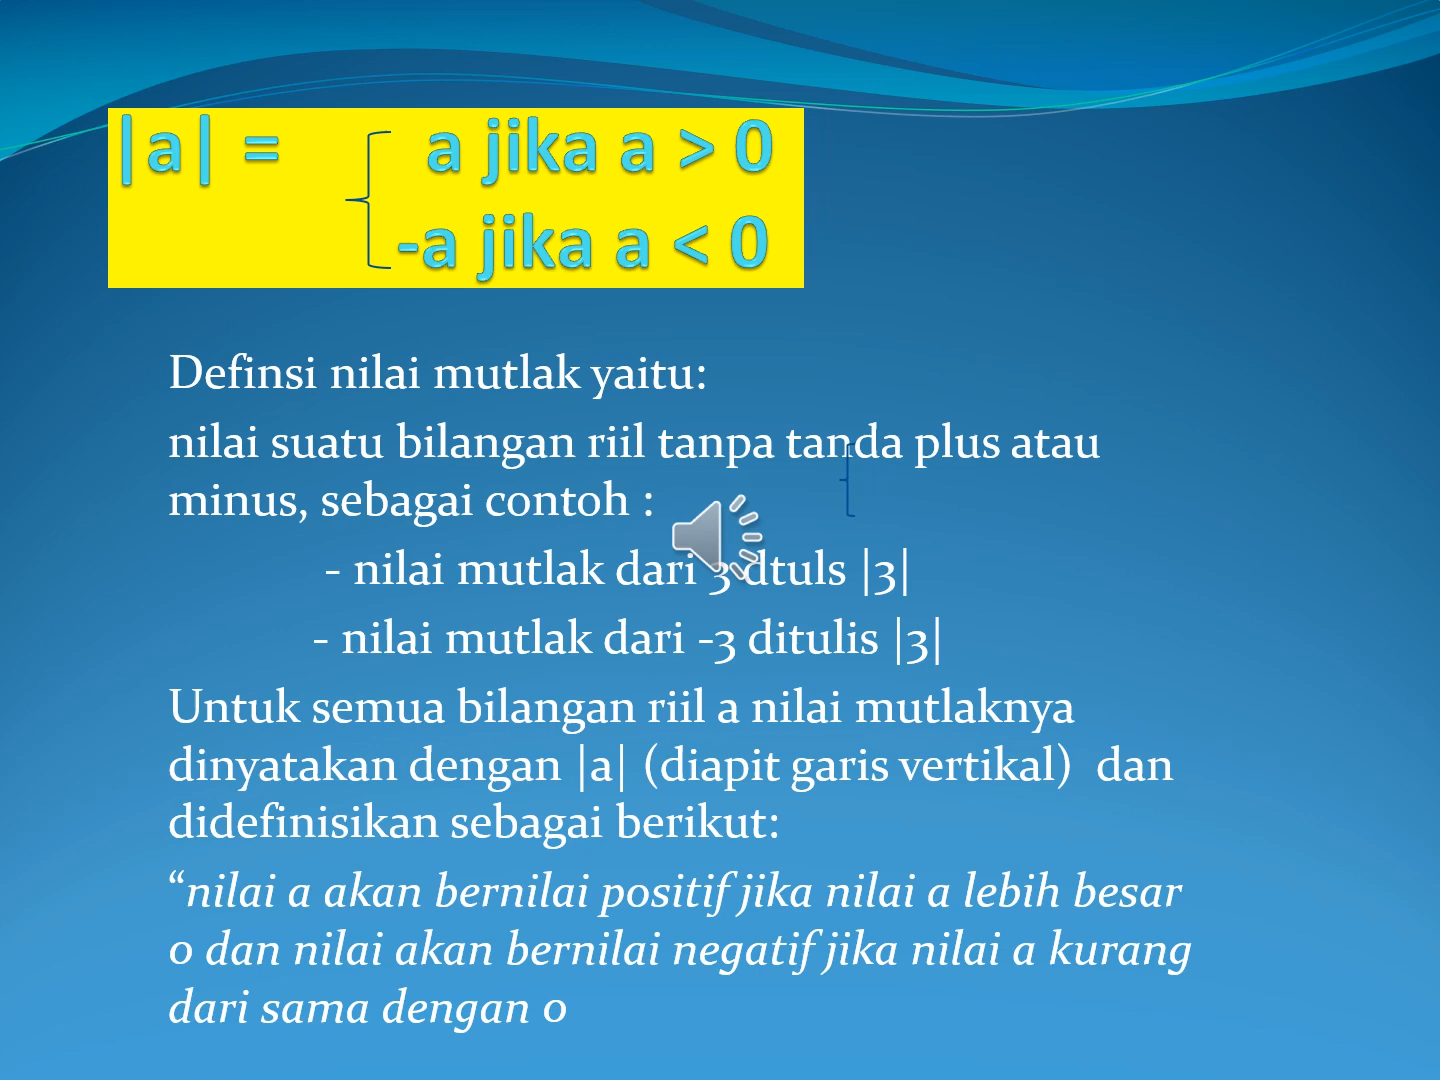 |a| = a jika a > 0
-a jika a < 0
Definsi nilai mutlak yaitu:
nilai suatu bilangan riil tanpa tanda plus atau
minus, sebagai contoh :
- nilai mutlak dari 3 dtuls |3|
- nilai mutlak dari -3 ditulis |3|
Untuk semua bilangan riil a nilai mutlaknya
dinyatakan dengan |a| (diapit garis vertikal) dan
didefinisikan sebagai berikut:
“nilai a akan bernilai positif jika nilai a lebih besar
0 dan nilai akan bernilai negatif jika nilai a kurang
dari sama dengan 0